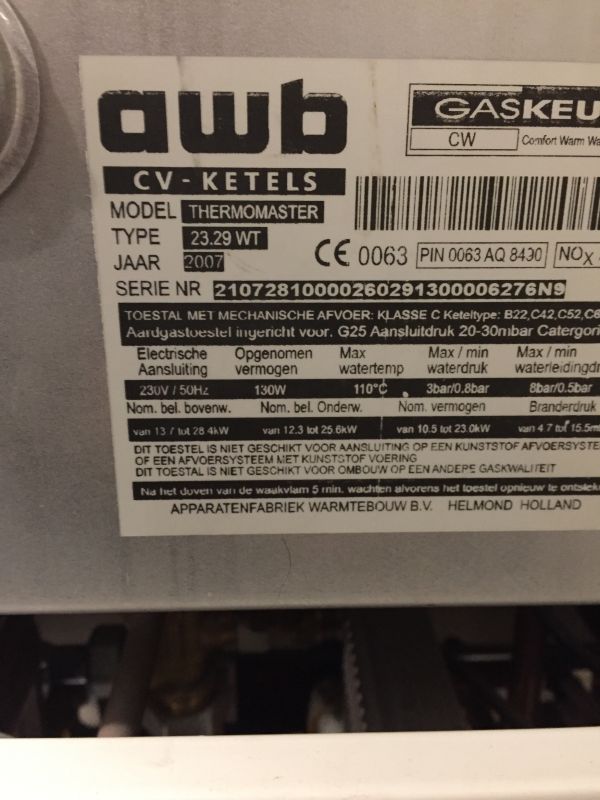 awb
CV-KETELS
GASKEU
CW Comfort Warm Wa
MODEL THERMOMASTER
TYPE 23.29 WT
JAAR 2007
CE 0063 PIN 0063 AQ 8490 NOX
SERIE NR 21072810000260291300006276N9
TOESTEL MET MECHANISCHE AFVOER: KLASSE C Keteltype: B22,C42,C52,C6
Aardgastoestel ingericht voor. G25 Aansluitdruk 20-30mbar Catergori
Electrische Aansluiting Opgenomen vermogen Max watertemp Max / min waterdruk Max / min waterleidingdr
230V / 50Hz 130W 110°C 3bar/0.8bar 8bar/0.5bar
Nom. bel. bovenw. Nom. bel. Onderw. Nom. vermogen Branderdruk
van 13.7 tot 28.4kW van 12.3 tot 25.6kW van 10.5 tot 23.0kW van 4.7 tot 15.5m
DIT TOESTEL IS NIET GESCHIKT VOOR AANSLUITING OP EEN KUNSTSTOF AFVOERSYSTE
OF EEN AFVOERSYSTEEM MET KUNSTSTOF VOERING
DIT TOESTAL IS NIET GESCHIKT VOOR OMBOUW OP EEN ANDERE GASKWALITEIT
Na het doven van de waakvlam 5 min. wachten alvorens het toestel opnieuw te ontstek
APPARATENFABRIEK WARMTEBOUW B.V. HELMOND HOLLAND